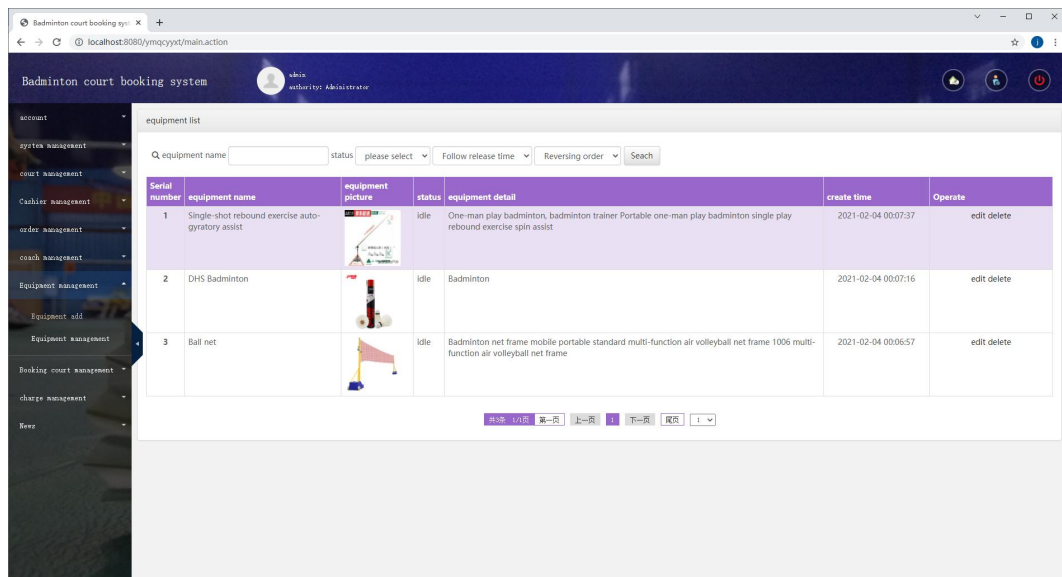 Badminton court booking syst
localhost:8080/ymqcyyxt/main.action
Badminton court booking system
admin
authority: Administrator
account
system management
court management
Cashier management
order management
coach management
Equipment management
Equipment add
Equipment management
Booking court management
charge management
News
equipment list
equipment name status please select Follow release time Reversing order Seach
Serial number equipment name equipment picture status equipment detail create time Operate
1 Single-shot rebound exercise auto-gyratory assist idle One-man play badminton, badminton trainer Portable one-man play badminton single play rebound exercise spin assist 2021-02-04 00:07:37 edit delete
2 DHS Badminton idle Badminton 2021-02-04 00:07:16 edit delete
3 Ball net idle Badminton net frame mobile portable standard multi-function air volleyball net frame 1006 multi-function air volleyball net frame 2021-02-04 00:06:57 edit delete
共3条 1/1页 第一页 上一页 1 下一页 尾页 1